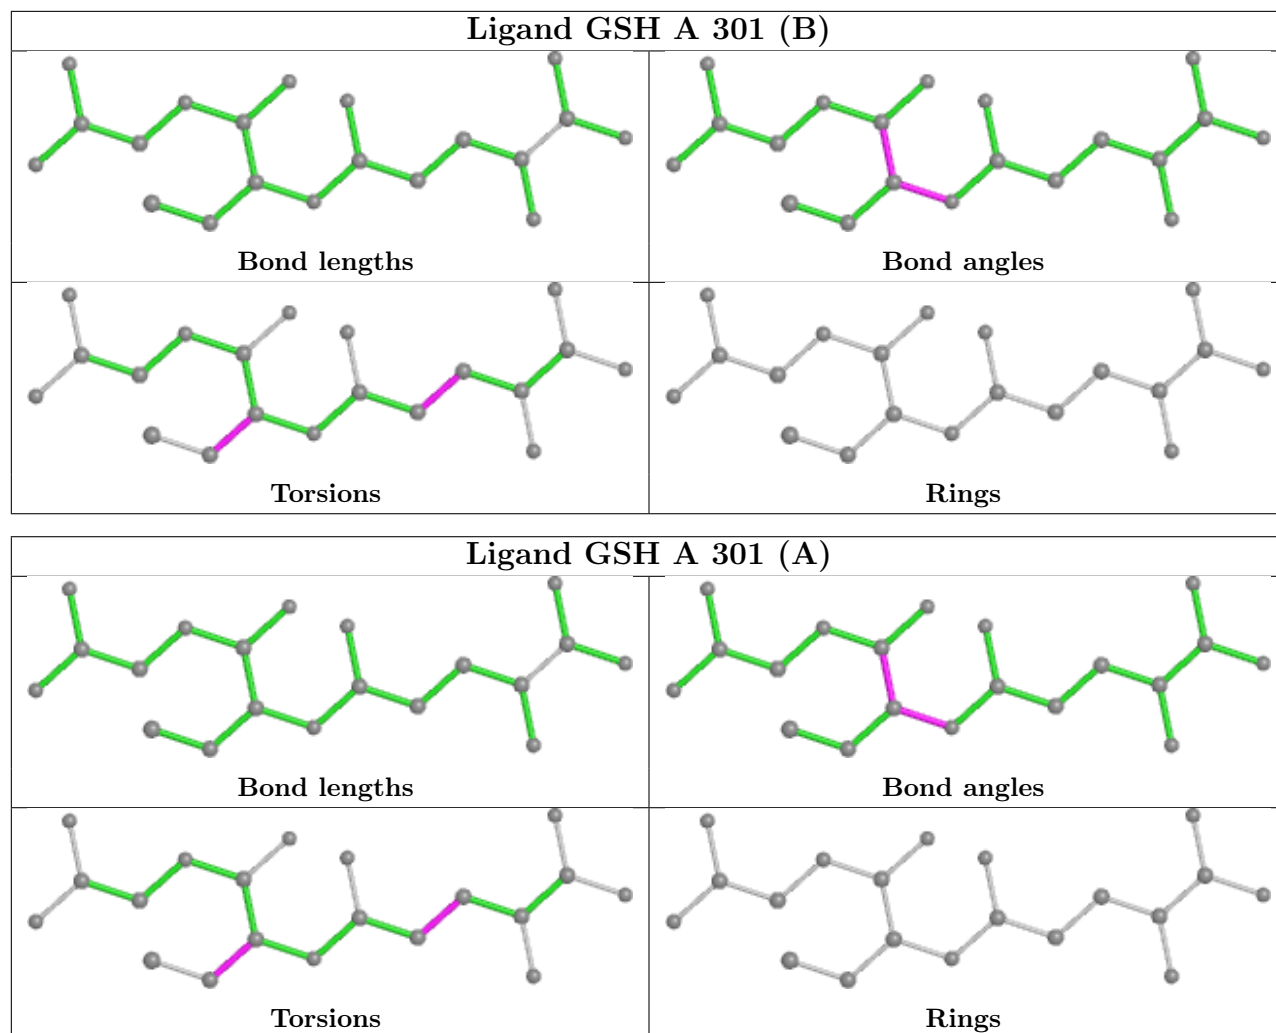 Ligand GSH A 301 (B)
Bond lengths
Bond angles
Torsions
Rings
Ligand GSH A 301 (A)
Bond lengths
Bond angles
Torsions
Rings